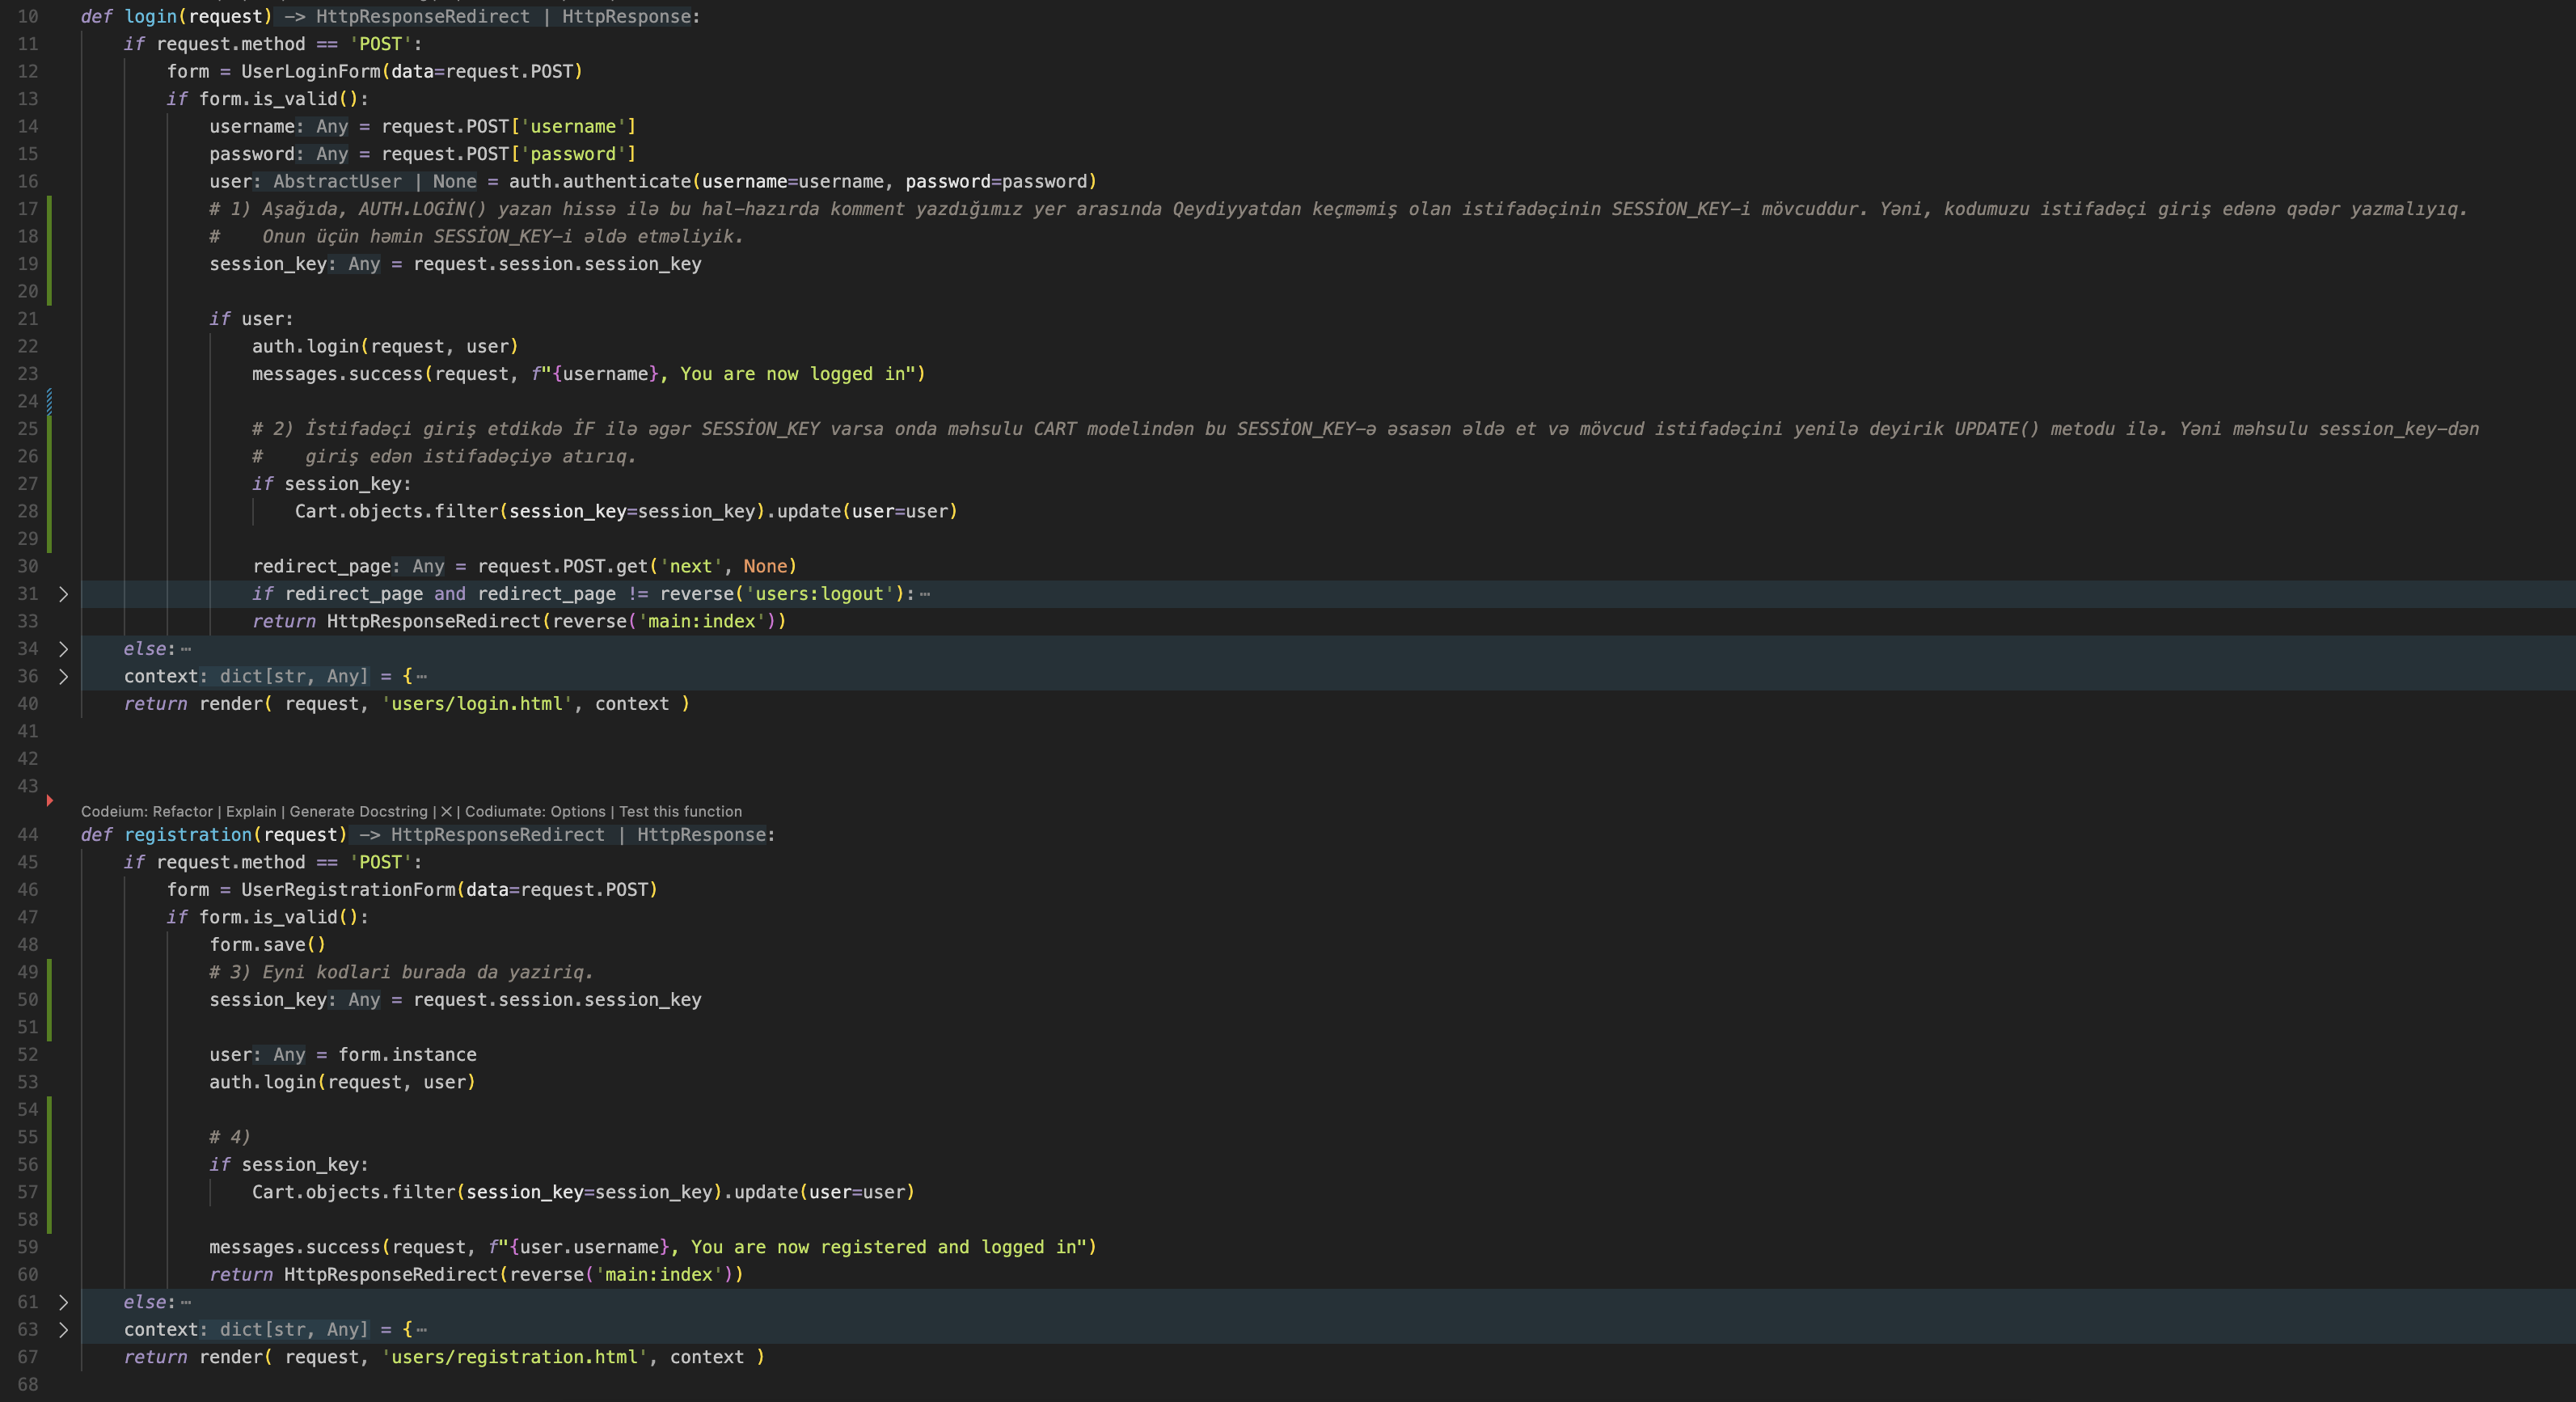 10 def login(request) -> HttpResponseRedirect | HttpResponse:
11 if request.method == 'POST':
12 form = UserLoginForm(data=request.POST)
13 if form.is_valid():
14 username: Any = request.POST['username']
15 password: Any = request.POST['password']
16 user: AbstractUser | None = auth.authenticate(username=username, password=password)
17 # 1) Aşağıda, AUTH.LOGİN() yazan hissə ilə bu hal-hazırda komment yazdığımız yer arasında Qeydiyyatdan keçməmiş olan istifadəçinin SESSİON_KEY-i mövcuddur. Yəni, kodumuzu istifadəçi giriş edənə qədər yazmalıyıq.
18 # Onun üçün həmin SESSİON_KEY-i əldə etməliyik.
19 session_key: Any = request.session.session_key
20
21 if user:
22 auth.login(request, user)
23 messages.success(request, f"{username}, You are now logged in")
24
25 # 2) İstifadəçi giriş etdikdə İF ilə əgər SESSİON_KEY varsa onda məhsulu CART modelindən bu SESSİON_KEY-ə əsasən əldə et və mövcud istifadəçini yenilə deyirik UPDATE() metodu ilə. Yəni məhsulu session_key-dən
26 # giriş edən istifadəçiyə atırıq.
27 if session_key:
28 Cart.objects.filter(session_key=session_key).update(user=user)
29
30 redirect_page: Any = request.POST.get('next', None)
31 if redirect_page and redirect_page != reverse('users:logout'):⋯
33 return HttpResponseRedirect(reverse('main:index'))
34 else:⋯
36 context: dict[str, Any] = {⋯
40 return render( request, 'users/login.html', context )
41
42
43
Codeium: Refactor | Explain | Generate Docstring | X | Codiumate: Options | Test this function
44 def registration(request) -> HttpResponseRedirect | HttpResponse:
45 if request.method == 'POST':
46 form = UserRegistrationForm(data=request.POST)
47 if form.is_valid():
48 form.save()
49 # 3) Eyni kodlari burada da yaziriq.
50 session_key: Any = request.session.session_key
51
52 user: Any = form.instance
53 auth.login(request, user)
54
55 # 4)
56 if session_key:
57 Cart.objects.filter(session_key=session_key).update(user=user)
58
59 messages.success(request, f"{user.username}, You are now registered and logged in")
60 return HttpResponseRedirect(reverse('main:index'))
61 else:⋯
63 context: dict[str, Any] = {⋯
67 return render( request, 'users/registration.html', context )
68